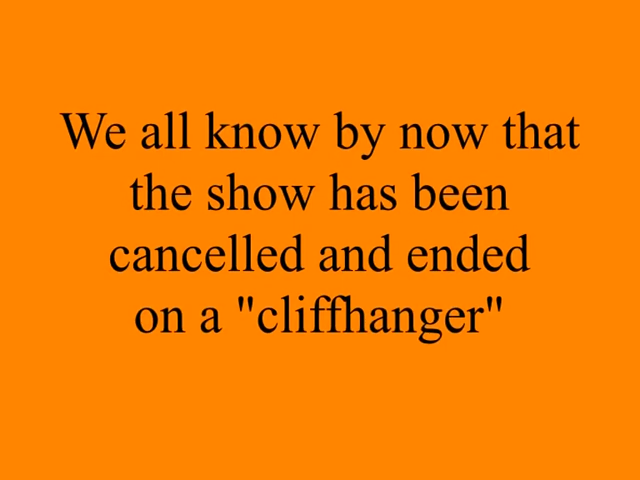 We all know by now that
the show has been
cancelled and ended
on a "cliffhanger"